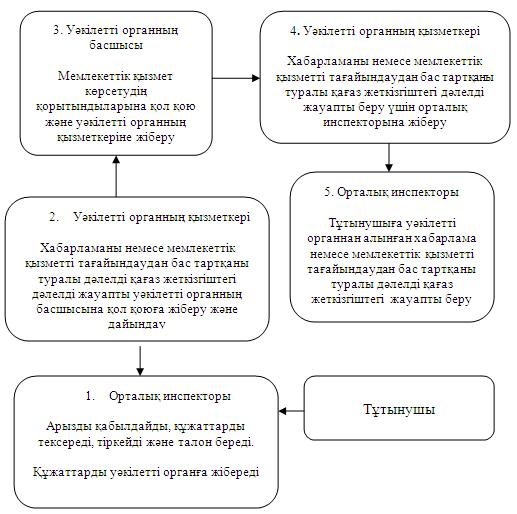 3. Уәкілетті органның
басшысы
Мемлекеттік қызмет
көрсетудің
қорытындыларына қол қою
және уәкілетті органның
қызметкеріне жіберу
4. Уәкілетті органның қызметкері
Хабарламаны немесе мемлекеттік
қызметті тағайындаудан бас тартқаны
туралы қағаз жеткізгіштегі дәлелді
жауапты беру үшін орталық
инспекторына жіберу
5. Орталық инспекторы
Тұтынушыға уәкілетті
органнан алынған хабарлама
немесе мемлекеттік қызметті
тағайындаудан бас тартқаны
туралы дәлелді қағаз
жеткізгіштегі жауапты беру
2. Уәкілетті органның қызметкері
Хабарламаны немесе мемлекеттік
қызметті тағайындаудан бас тартқаны
туралы дәлелді қағаз жеткізгіштегі
дәлелді жауапты уәкілетті органның
басшысына қол қоюға жіберу және
дайындау
1. Орталық инспекторы
Арызды қабылдайды, құжаттарды
тексереді, тіркейді және талон береді.
Құжаттарды уәкілетті органға жібереді
Тұтынушы